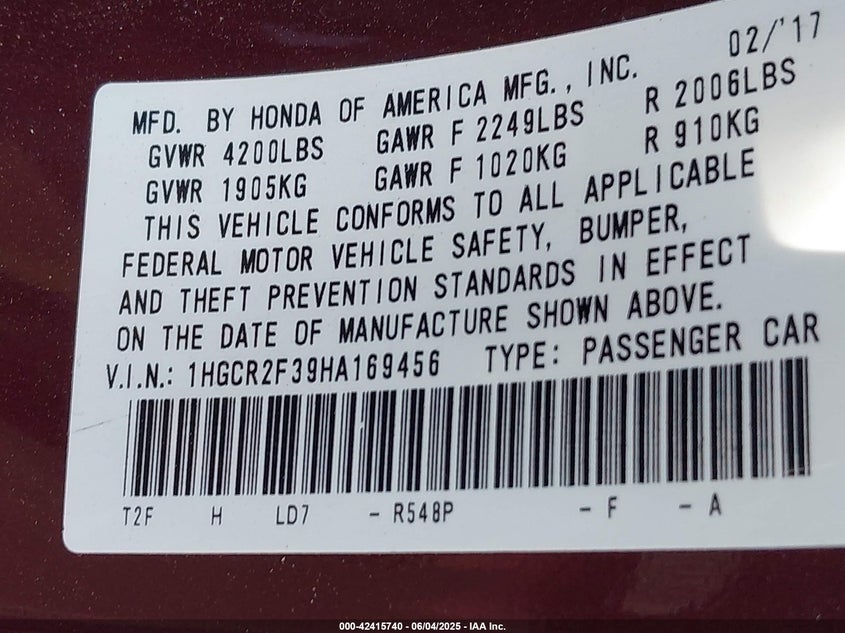 02/'17
MFD. BY HONDA OF AMERICA MFG., INC.
GVWR 4200LBS GAWR F 2249LBS R 2006LBS
GVWR 1905KG GAWR F 1020KG R 910KG
THIS VEHICLE CONFORMS TO ALL APPLICABLE
FEDERAL MOTOR VEHICLE SAFETY, BUMPER,
AND THEFT PREVENTION STANDARDS IN EFFECT
ON THE DATE OF MANUFACTURE SHOWN ABOVE.
V.I.N.: 1HGCR2F39HA169456 TYPE: PASSENGER CAR
T2F H LD7 - R548P - F - A
000-42415740 - 06/04/2025 - IAA Inc.